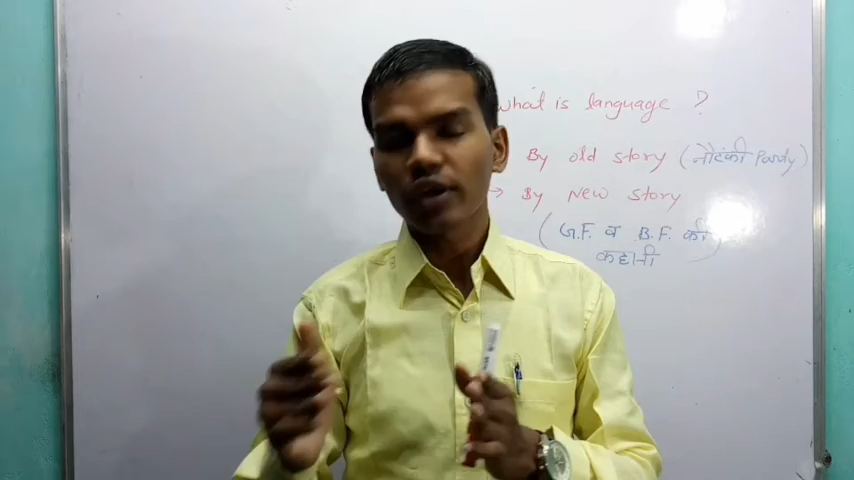 what is language ?
By old story (नौटंकी Party)
→ By New story
(G.F. व B.F. की
कहानी)